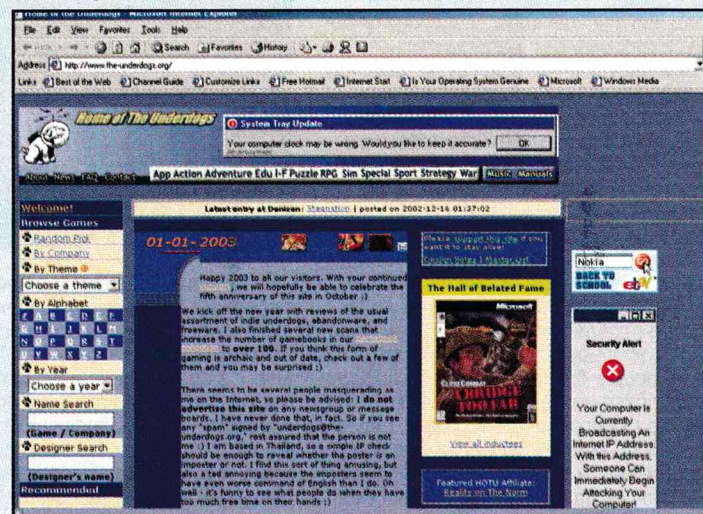 Home of the Underdogs - Microsoft Internet Explorer
File Edit View Favorites Tools Help
Search Favorites History
Address http://www.the-underdogs.org/
Links Best of the Web Channel Guide Customize Links Free Hotmail Internet Start Is Your Operating System Genuine Microsoft Windows Media
Home of The Underdogs
System Tray Update
Your computer clock may be wrong. Would you like to keep it accurate? OK
About News FAQ Contact
App Action Adventure Edu I-F Puzzle RPG Sim Special Sport Strategy War Music Manuals
Welcome!
Browse Games
Random Pick
By Company
By Theme
Choose a theme
By Alphabet
# A B C D E F
G H I J K L M
N O P Q R S T
U V W X Y Z
By Year
Choose a year
Name Search
(Game / Company)
Designer Search
(Designer's name)
Recommended
Latest entry at Denizen: Stagnation | posted on 2002-12-16 01:37:02
01-01-2003
Happy 2003 to all our visitors. With your continued
support, we will hopefully be able to celebrate the
fifth anniversary of this site in October :)
We kick off the new year with reviews of the usual
assortment of indie underdogs, abandonware, and
freeware. I also finished several new scans that
increase the number of gamebooks in our
to over 100. If you think this form of
gaming is archaic and out of date, check out a few of
them and you may be surprised :)
There seems to be several people masquerading as
me on the Internet, so please be advised: I do not
advertise this site on any newsgroup or message
boards. I have never done that, in fact. So if you see
any "spam" signed by "underdogs@the-
underdogs.org," rest assured that the person is not
me :) I am based in Thailand, so a simple IP check
should be enough to reveal whether the poster is an
imposter or not. I find this sort of thing amusing, but
also a tad annoying because the imposters seem to
have even worse command of English than I do. Oh
well - it's funny to see what people do when they have
too much free time on their hands ;)
Please support this site if you
want it to stay alive!
Master List
The Hall of Belated Fame
Microsoft
CLOSE COMBAT
A BRIDGE TOO FAR
View all inductees
Featured HOTU Affiliate:
Reality on The Norm
Nokia
BACK TO
SCHOOL ebY
Security Alert
Your Computer Is
Currently
Broadcasting An
Internet IP Address.
With this Address,
Someone Can
Immediately Begin
Attacking Your
Computer!